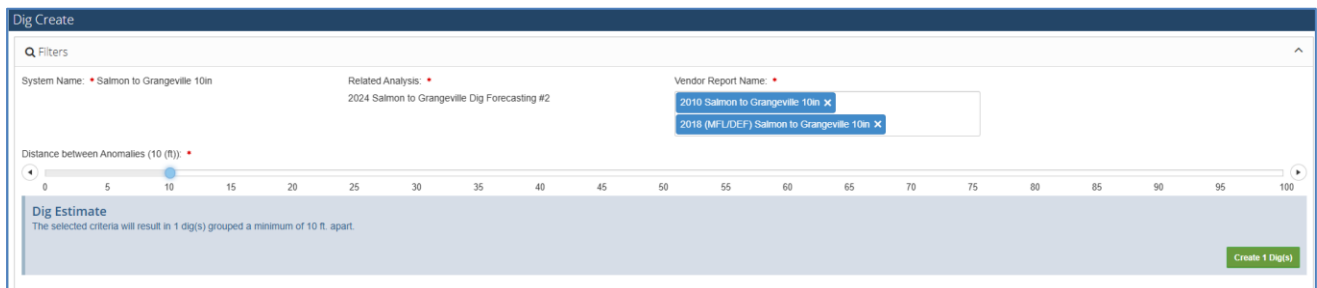 Dig Create
Filters
System Name: * Salmon to Grangeville 10in
Related Analysis: *
2024 Salmon to Grangeville Dig Forecasting #2
Vendor Report Name: *
2010 Salmon to Grangeville 10in ×
2018 (MFL/DEF) Salmon to Grangeville 10in ×
Distance between Anomalies (10 (ft)): *
0 5 10 15 20 25 30 35 40 45 50 55 60 65 70 75 80 85 90 95 100
Dig Estimate
The selected criteria will result in 1 dig(s) grouped a minimum of 10 ft. apart.
Create 1 Dig(s)